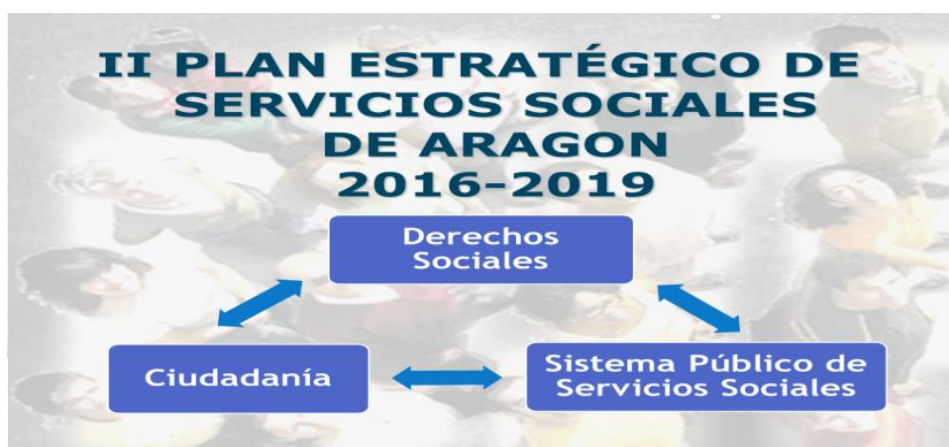 II PLAN ESTRATÉGICO DE
SERVICIOS SOCIALES
DE ARAGON
2016-2019
Derechos
Sociales
Ciudadanía
Sistema Público de
Servicios Sociales